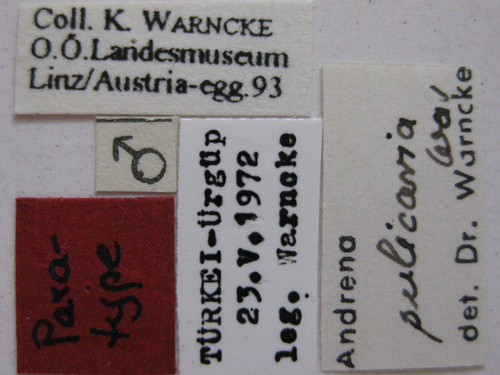 Coll. K. WARNCKE
O.Ö.Landesmuseum
Linz/Austria-egg.93
♂
Para-
type
TÜRKEI-Ürgüp
23.V.1972
leg. Warncke
Andrena
pulicaria
War
det. Dr. Warncke